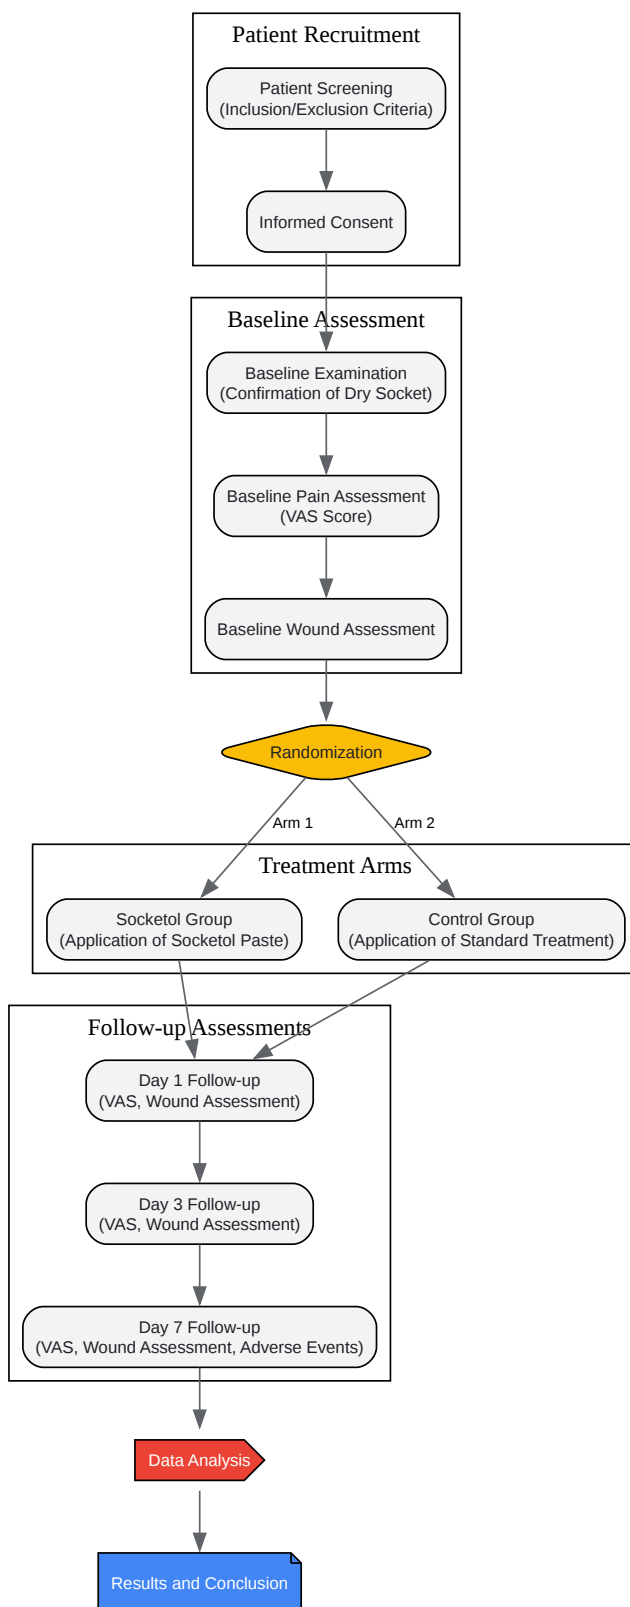 Patient Recruitment
Patient Screening
(Inclusion/Exclusion Criteria)
Informed Consent
Baseline Assessment
Baseline Examination
(Confirmation of Dry Socket)
Baseline Pain Assessment
(VAS Score)
Baseline Wound Assessment
Randomization
Arm 1
Arm 2
Treatment Arms
Socketol Group
(Application of Socketol Paste)
Control Group
(Application of Standard Treatment)
Follow-up Assessments
Day 1 Follow-up
(VAS, Wound Assessment)
Day 3 Follow-up
(VAS, Wound Assessment)
Day 7 Follow-up
(VAS, Wound Assessment, Adverse Events)
Data Analysis
Results and Conclusion